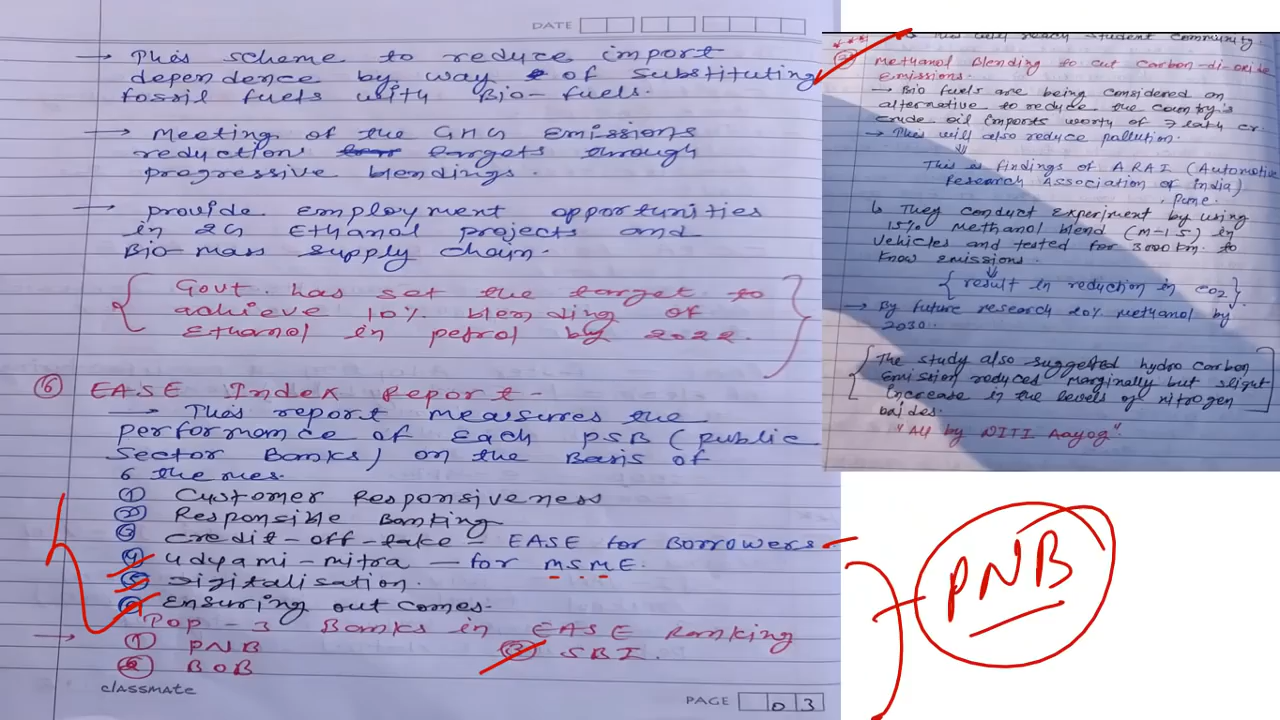 DATE
→ This scheme to reduce import
dependence by way of substituting
fossil fuels with Bio-fuels.
→ Meeting of the GHG Emissions
reduction targets through
progressive blendings.
→ provide employment opportunities
in 2G Ethanol projects and
Bio-mass supply chain.
{ Govt. has set the target to
achieve 10% blending of
Ethanol in petrol by 2022. }
16 EASE Index Report -
→ This report measures the
performance of each PSB (public
sector Banks) on the Basis of
6 themes.
① Customer Responsiveness
② Responsible Banking
③ credit-off-take - EASE for Borrowers
④ udyami-mitra - for MSME.
⑤ Digitalisation.
⑥ Ensuring out comes.
→ Top - 3 Banks in EASE Ranking
① PNB ③ SBI.
② BOB
classmate
PAGE 03
This will reach student community
Methanol Blending to cut carbon-di-oxide
emissions.
→ Bio fuels are being considered an
alternative to reduce the country's
crude oil imports worty of 7 lakh cr.
→ This will also reduce pallution.
This is findings of ARAI (Automotive
Research Association of India)
, Pune
↳ They conduct experiment by using
15% methanol blend (M-15) in
vehicles and tested for 3000 km. to
know emissions.
{ result in reduction in CO2 }.
→ By future research 20% methanol by
2030.
[ The study also suggested hydro carbon
Emission reduced marginally but slight
increase in the levels of nitrogen
"All by NITI Aayog".
PNB